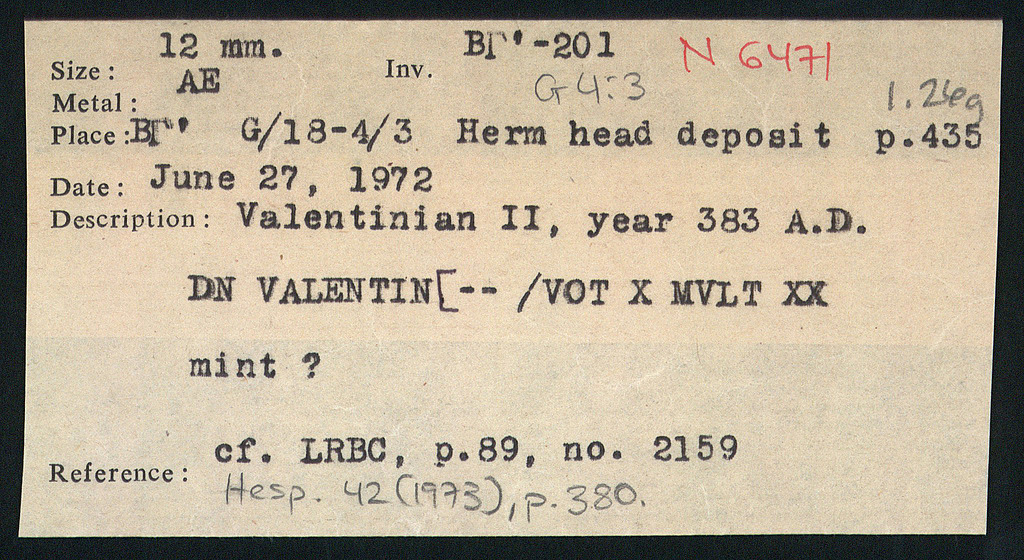 Size: 12 mm. Inv. ΒΓ'-201 N 6471
Metal: AE G 4:3 1.26g
Place: ΒΓ' G/18-4/3 Herm head deposit p.435
Date: June 27, 1972
Description: Valentinian II, year 383 A.D.
DN VALENTIN[-- /VOT X MVLT XX
mint ?
Reference: cf. LRBC, p.89, no. 2159
Hesp. 42 (1973), p. 380.